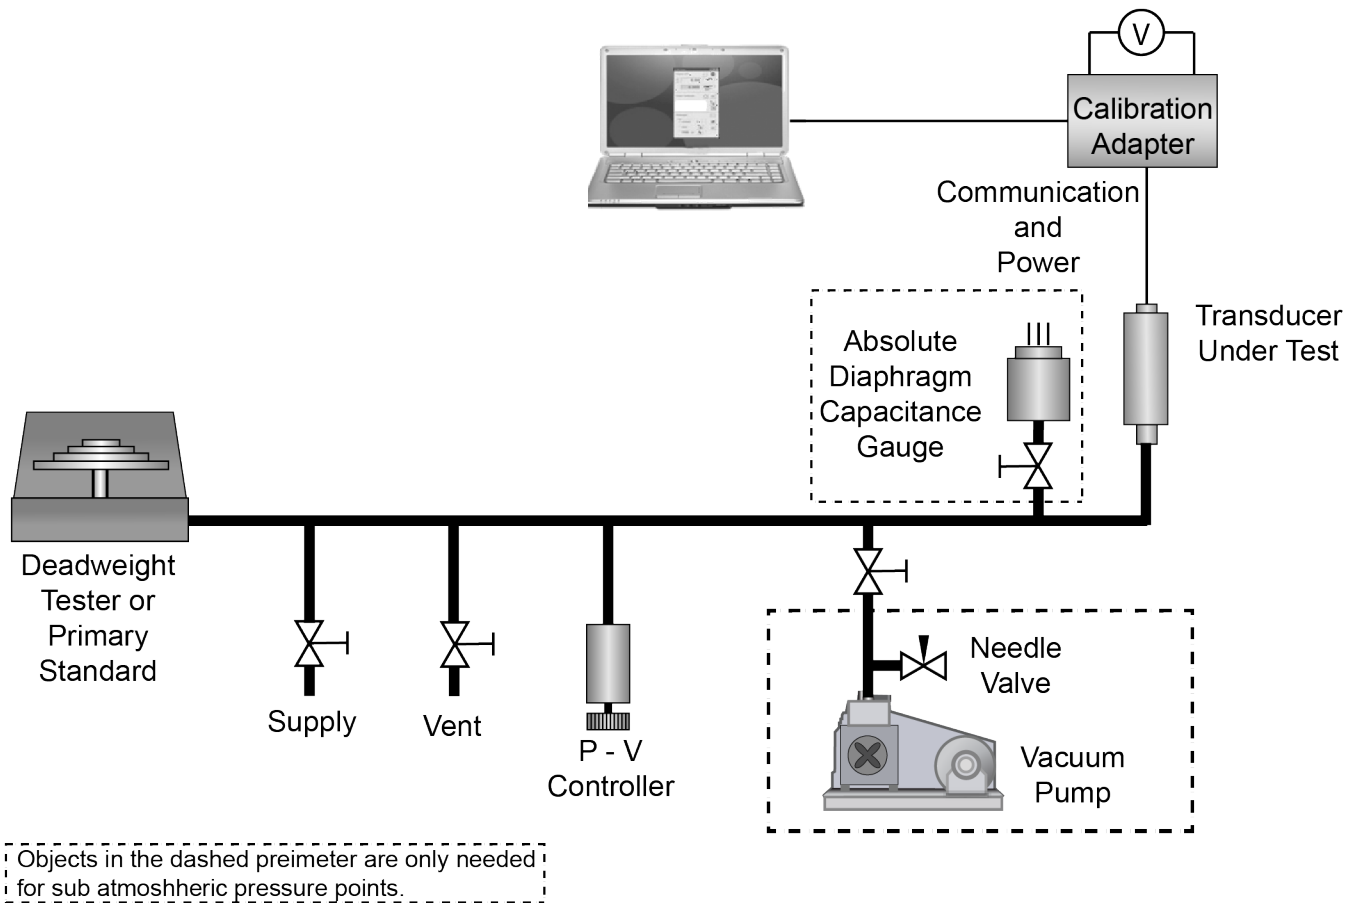 V
Calibration
Adapter
Communication
and
Power
Transducer
Under Test
Absolute
Diaphragm
Capacitance
Gauge
Deadweight
Tester or
Primary
Standard
Supply
Vent
P - V
Controller
Needle
Valve
Vacuum
Pump
Objects in the dashed preimeter are only needed
for sub atmoshheric pressure points.